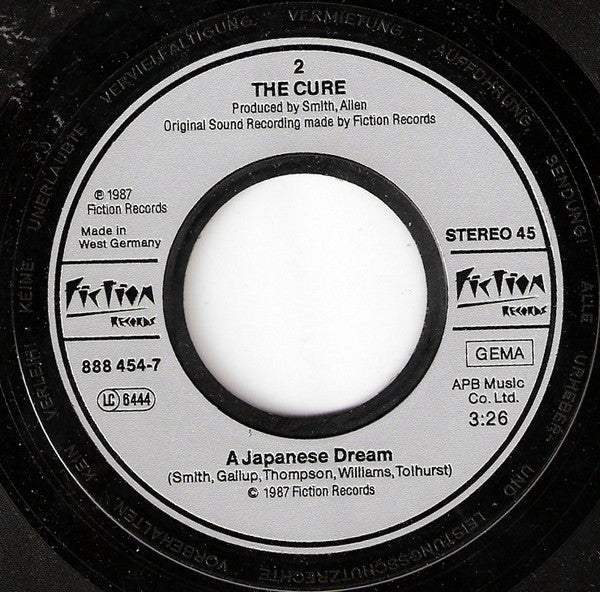 2
THE CURE
Produced by Smith, Allen
Original Sound Recording made by Fiction Records
℗ 1987
Fiction Records
Made in
West Germany
STEREO 45
Fiction
RECORDS
Fiction
RECORDS
888 454-7
LC 6444
GEMA
APB Music
Co. Ltd.
3:26
A Japanese Dream
(Smith, Gallup, Thompson, Williams, Tolhurst)
© 1987 Fiction Records
ALLE URHEBER- UND LEISTUNGSSCHUTZRECHTE VORBEHALTEN KEIN VERLEIH! KEINE UNERLAUBTE VERVIELFÄLTIGUNG, VERMIETUNG, AUFFÜHRUNG, SENDUNG!